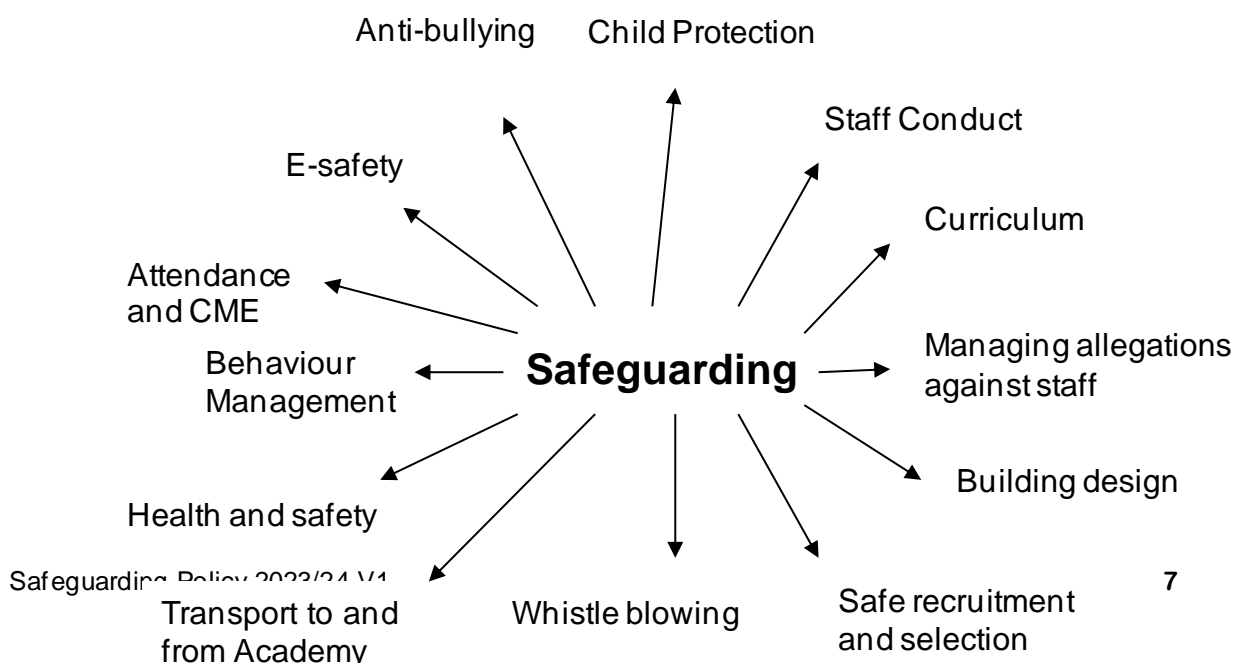 Anti-bullying
Child Protection
Staff Conduct
E-safety
Curriculum
Attendance
and CME
Managing allegations
against staff
Behaviour
Management
Safeguarding
Building design
Health and safety
Safeguarding Policy 2023/24 V1
7
Transport to and
from Academy
Whistle blowing
Safe recruitment
and selection